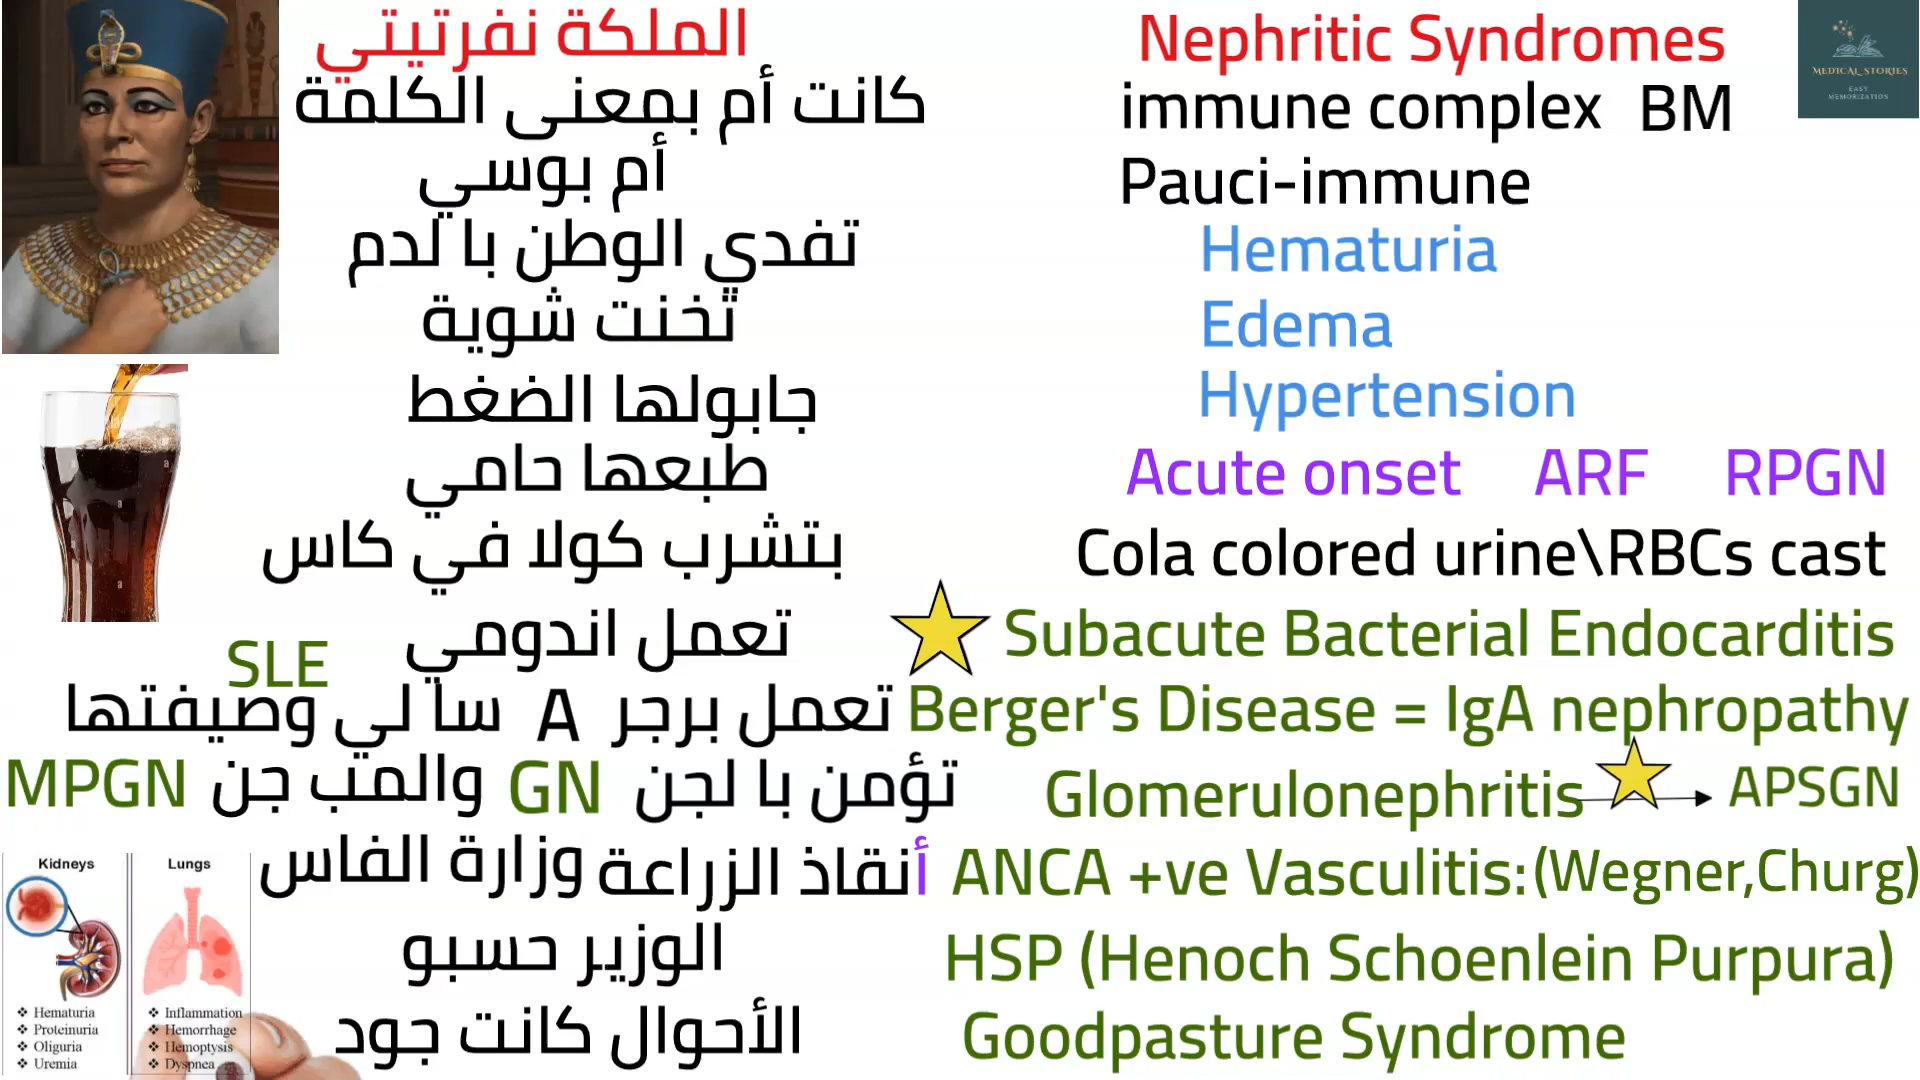 الملكة نفرتيتي
Nephritic Syndromes
MEDICAL STORIES
EASY
MEMORIZATION
كانت أم بمعنى الكلمة
immune complex BM
أم بوسي
Pauci-immune
تفدي الوطن با لدم
Hematuria
تخنت شوية
Edema
جابولها الضغط
Hypertension
طبعها حامي
Acute onset ARF RPGN
بتشرب كولا في كاس
Cola colored urine\RBCs cast
تعمل اندومي
Subacute Bacterial Endocarditis
SLE
تعمل برجر A سا لي وصيفتها
Berger's Disease = IgA nephropathy
تؤمن با لجن GN والمب جن MPGN
Glomerulonephritis APSGN
أنقاذ الزراعة وزارة الفاس
ANCA +ve Vasculitis: (Wegner,Churg)
الوزير حسبو
HSP (Henoch Schoenlein Purpura)
الأحوال كانت جود
Goodpasture Syndrome
Kidneys
Hematuria
Proteinuria
Oliguria
Uremia
Lungs
Inflammation
Hemorrhage
Hemoptysis
Dyspnea